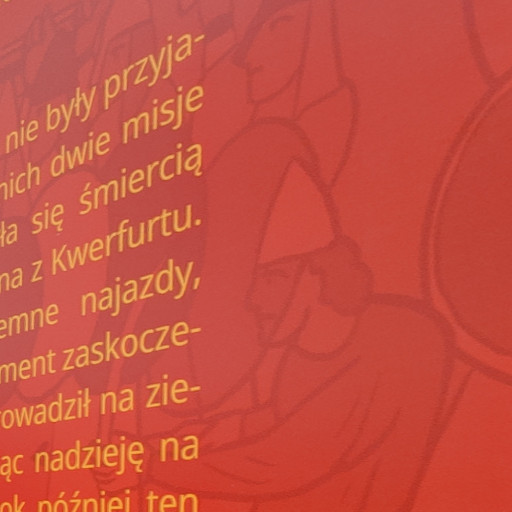 nie były przyja-
nich dwie misje
ła się śmiercią
na z Kwerfurtu.
emne najazdy,
ment zaskocze-
owadził na zie-
ąc nadzieję na
ok później ten